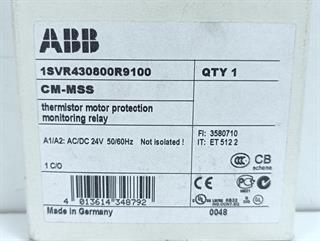 ABB
1SVR430800R9100 QTY 1
CM-MSS
thermistor motor protection
monitoring relay
A1/A2: AC/DC 24V 50/60Hz Not isolated !
FI: 3580710
IT: ET 512 2
1 C/O
CB
scheme
4 013614 348792
Made in Germany
0048